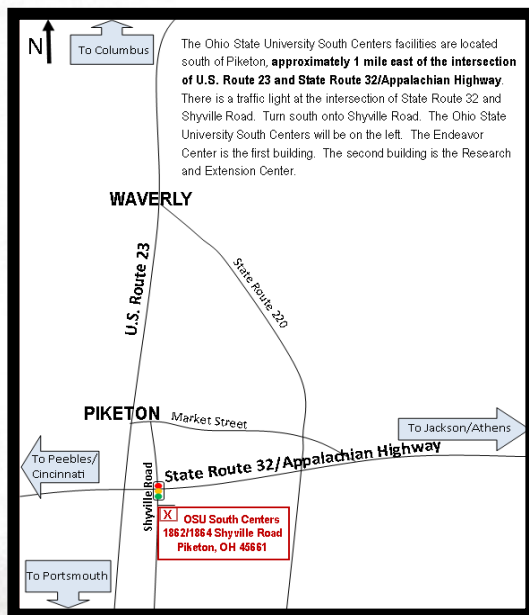 N
To Columbus
The Ohio State University South Centers facilities are located
south of Piketon, approximately 1 mile east of the intersection
of U.S. Route 23 and State Route 32/Appalachian Highway.
There is a traffic light at the intersection of State Route 32 and
Shyville Road. Turn south onto Shyville Road. The Ohio State
University South Centers will be on the left. The Endeavor
Center is the first building. The second building is the Research
and Extension Center.
WAVERLY
U.S. Route 23
State Route 220
PIKETON
Market Street
To Jackson/Athens
To Peebles/
Cincinnati
State Route 32/Appalachian Highway
Shyville Road
X
OSU South Centers
1862/1864 Shyville Road
Piketon, OH 45661
To Portsmouth